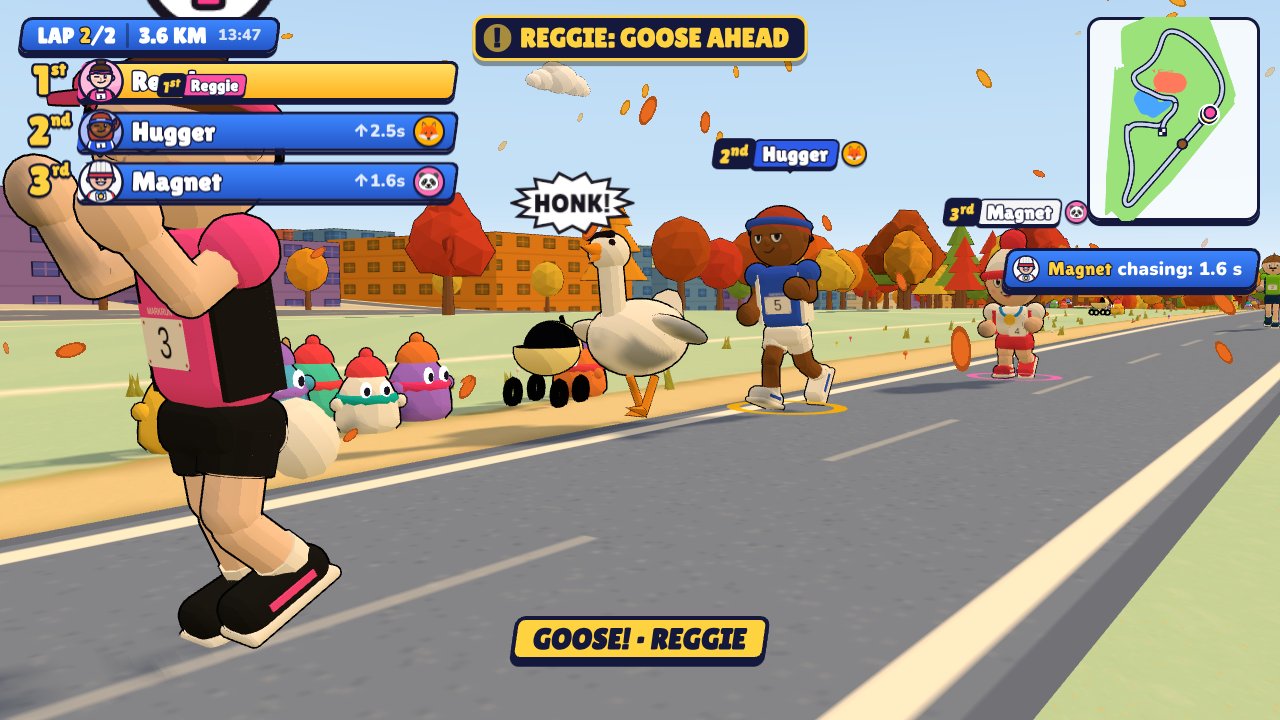 LAP 2/2 3.6 KM 13:47
REGGIE: GOOSE AHEAD
1st Reggie
2nd Hugger ↑2.5s
3rd Magnet ↑1.6s
2nd Hugger
3rd Magnet
HONK!
Magnet chasing: 1.6 s
3
5
4
GOOSE! · REGGIE